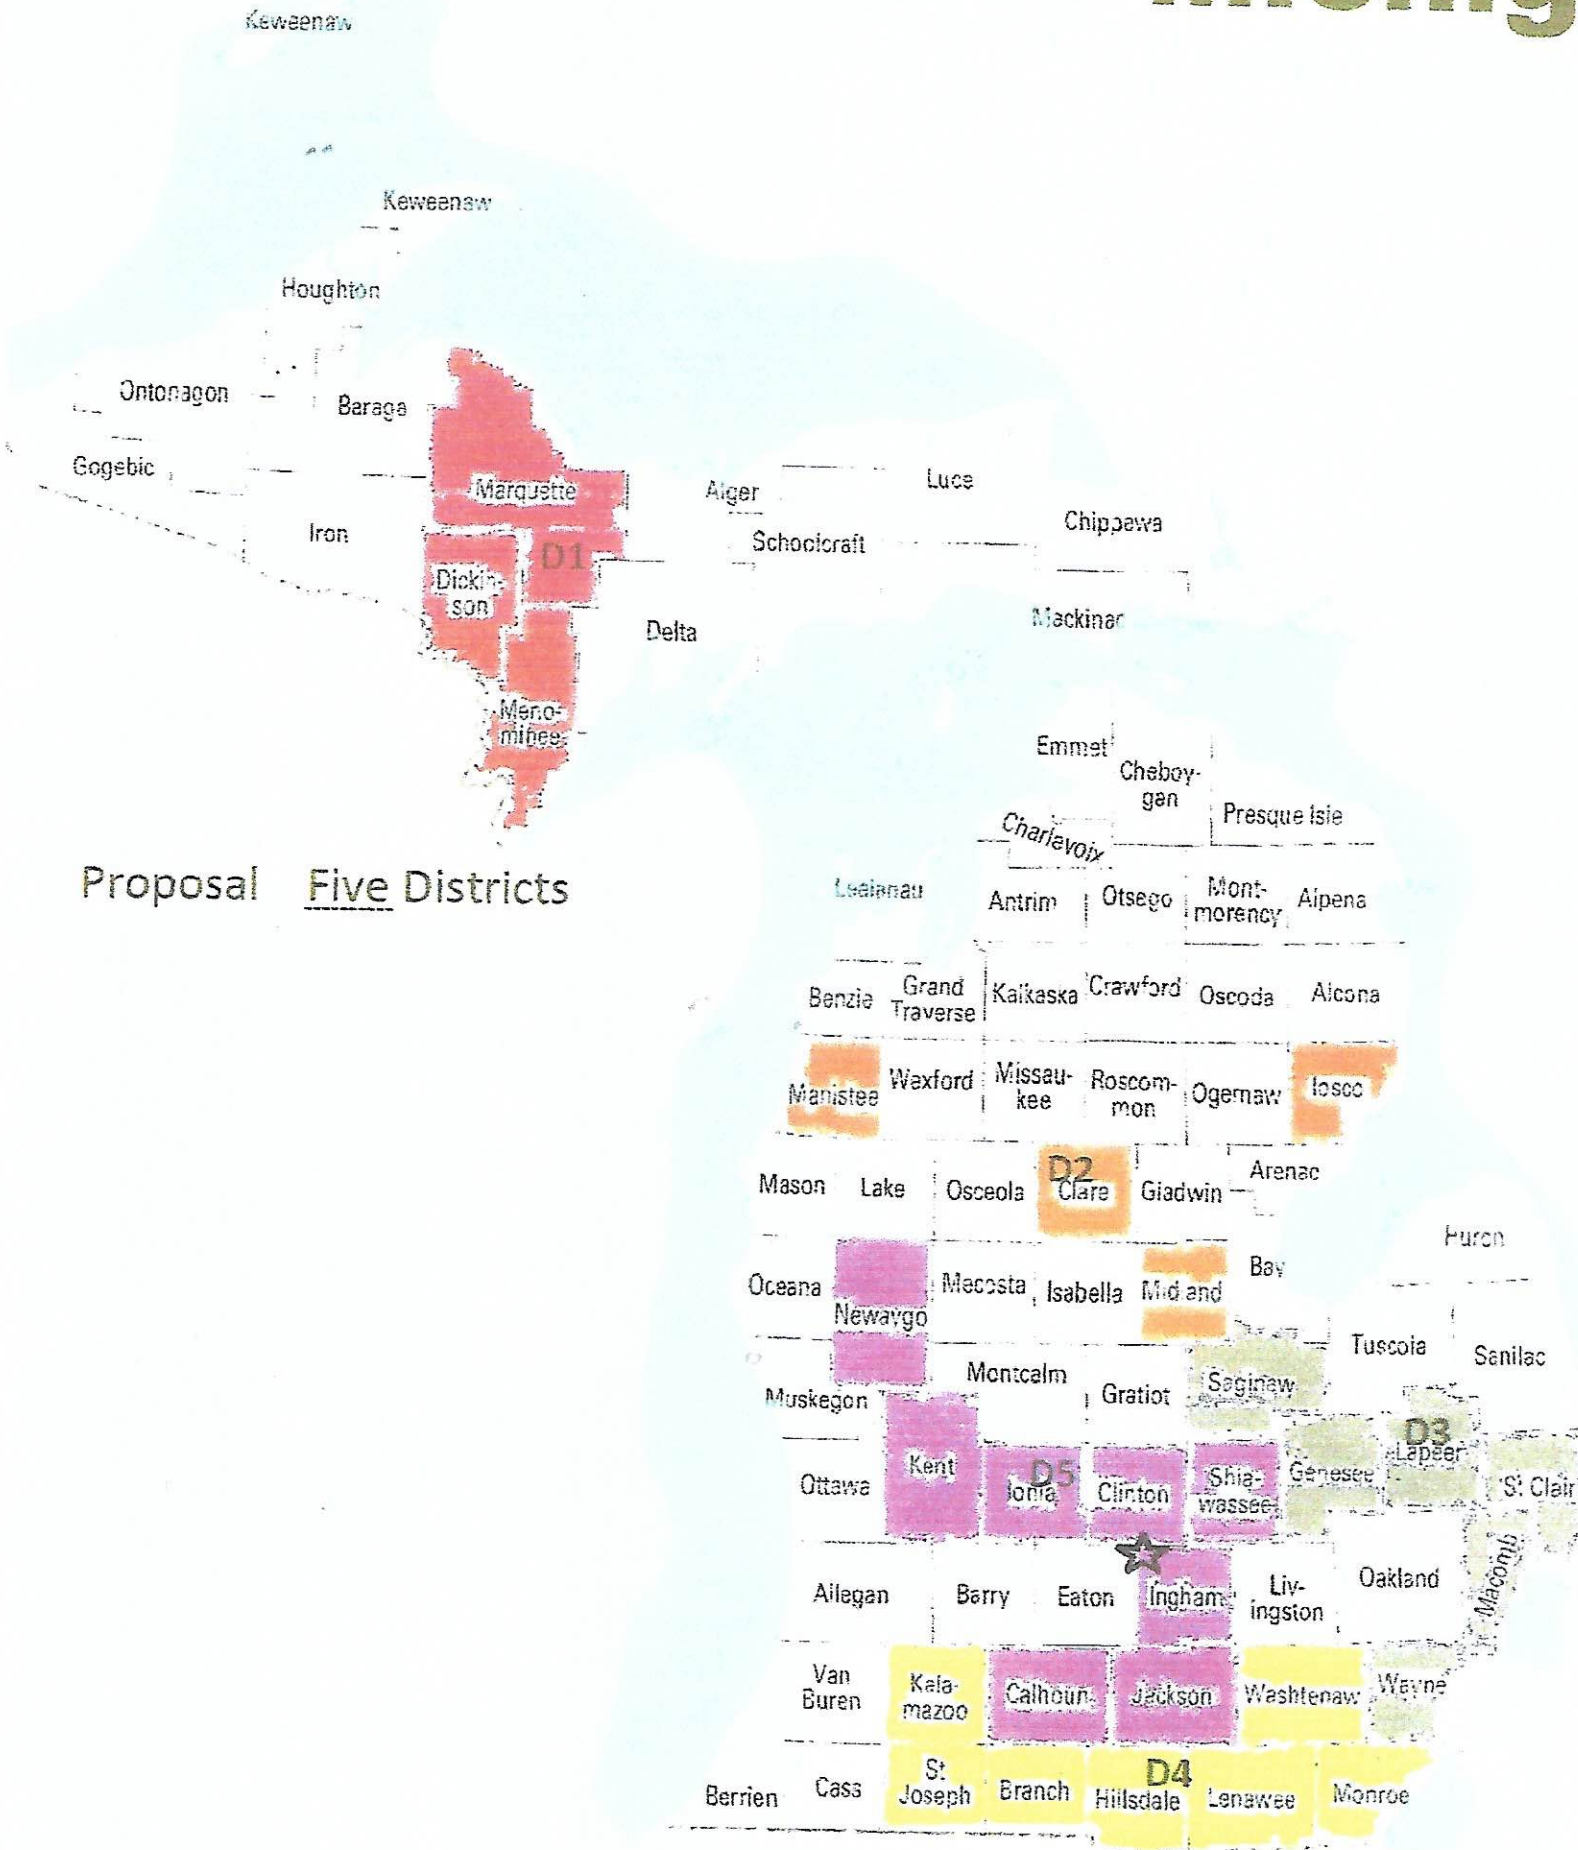 Keweenaw
Keweenaw
Houghton
Ontonagon
Baraga
Gogebic
Marquette
Alger
Luce
Iron
Chippewa
Schoolcraft
D1
Dickin-
son
Mackinac
Delta
Meno-
minee
Emmet
Cheboy-
gan
Presque Isle
Charlevoix
Proposal Five Districts
Leelanau
Antrim
Otsego
Mont-
morency
Alpena
Benzie
Grand
Traverse
Kalkaska
Crawford
Oscoda
Alcona
Manistee
Wexford
Missau-
kee
Roscom-
mon
Ogemaw
Iosco
D2
Mason
Lake
Osceola
Clare
Gladwin
Arenac
Huron
Oceana
Newaygo
Mecosta
Isabella
Midland
Bay
Tuscola
Sanilac
Montcalm
Gratiot
Saginaw
Muskegon
D3
Lapeer
Kent
D5
Ionia
Clinton
Shia-
wassee
Genesee
St Clair
Ottawa
Macomb
Oakland
Allegan
Barry
Eaton
Ingham
Liv-
ingston
Van
Buren
Kala-
mazoo
Calhoun
Jackson
Washtenaw
Wayne
Berrien
Cass
St
Joseph
Branch
D4
Hillsdale
Lenawee
Monroe